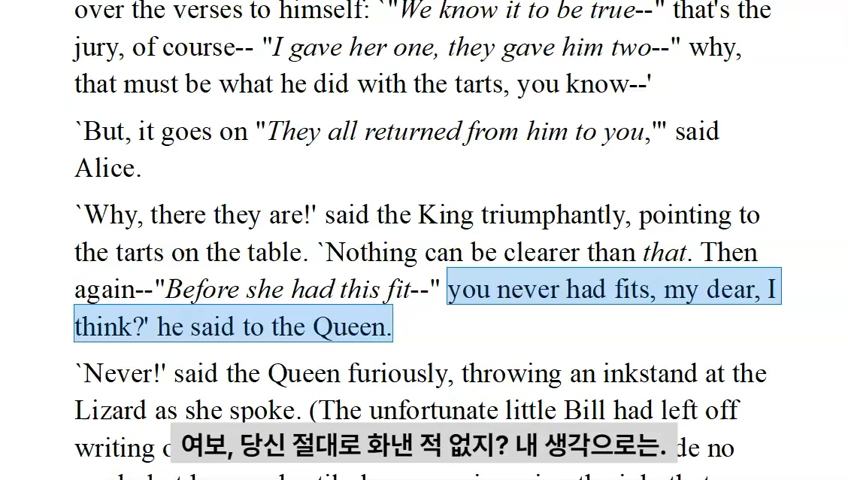 over the verses to himself: `"We know it to be true--" that's the
jury, of course-- "I gave her one, they gave him two--" why,
that must be what he did with the tarts, you know--'
`But, it goes on "They all returned from him to you,"' said
Alice.
`Why, there they are!' said the King triumphantly, pointing to
the tarts on the table. `Nothing can be clearer than that. Then
again--"Before she had this fit--" you never had fits, my dear, I
think?' he said to the Queen.
`Never!' said the Queen furiously, throwing an inkstand at the
Lizard as she spoke. (The unfortunate little Bill had left off
writing
여보, 당신 절대로 화낸 적 없지? 내 생각으로는.
no